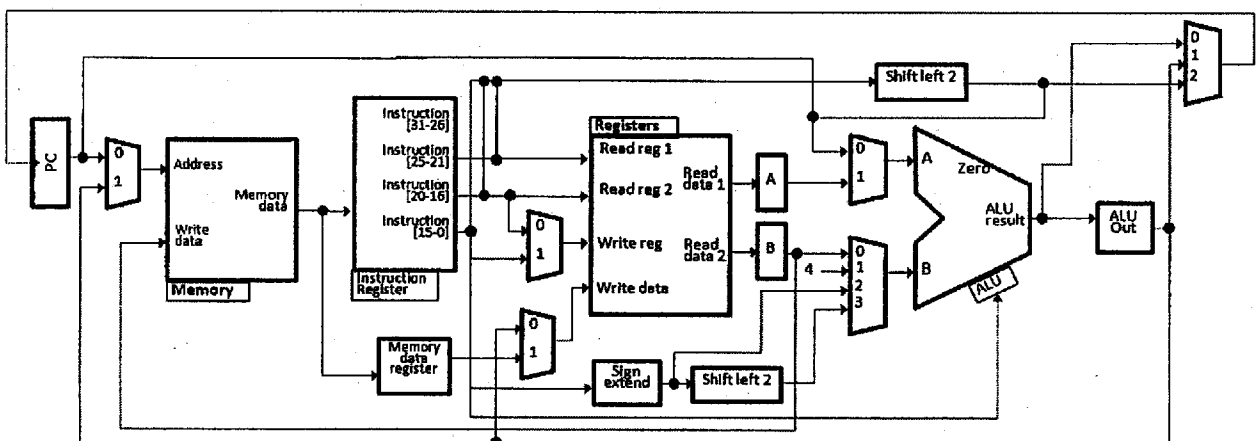 0
1
2
Shift left 2
PC
0
1
Address
Memory
data
Write
data
Memory
Instruction
[31-26]
Instruction
[25-21]
Instruction
[20-16]
Instruction
[15-0]
Instruction
Register
Memory
data
register
0
1
0
1
Registers
Read reg 1
Read reg 2
Write reg
Write data
Read
data 1
Read
data 2
Sign
extend
Shift left 2
A
B
0
1
4
0
1
2
3
A
B
Zero
ALU
result
ALU
ALU
Out